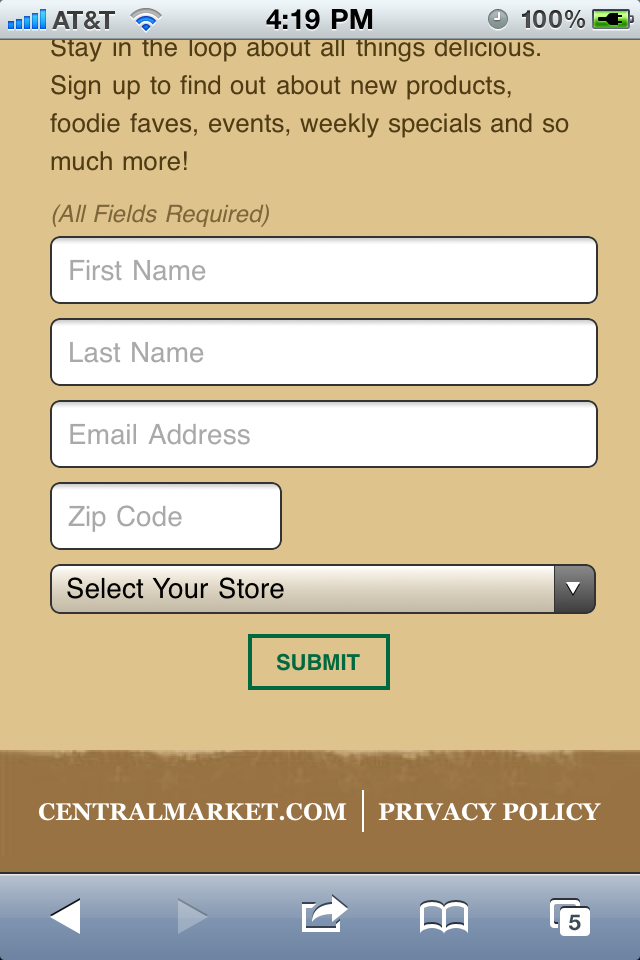 AT&T 4:19 PM 100%
Stay in the loop about all things delicious.
Sign up to find out about new products,
foodie faves, events, weekly specials and so
much more!
(All Fields Required)
First Name
Last Name
Email Address
Zip Code
Select Your Store
SUBMIT
CENTRALMARKET.COM | PRIVACY POLICY
5